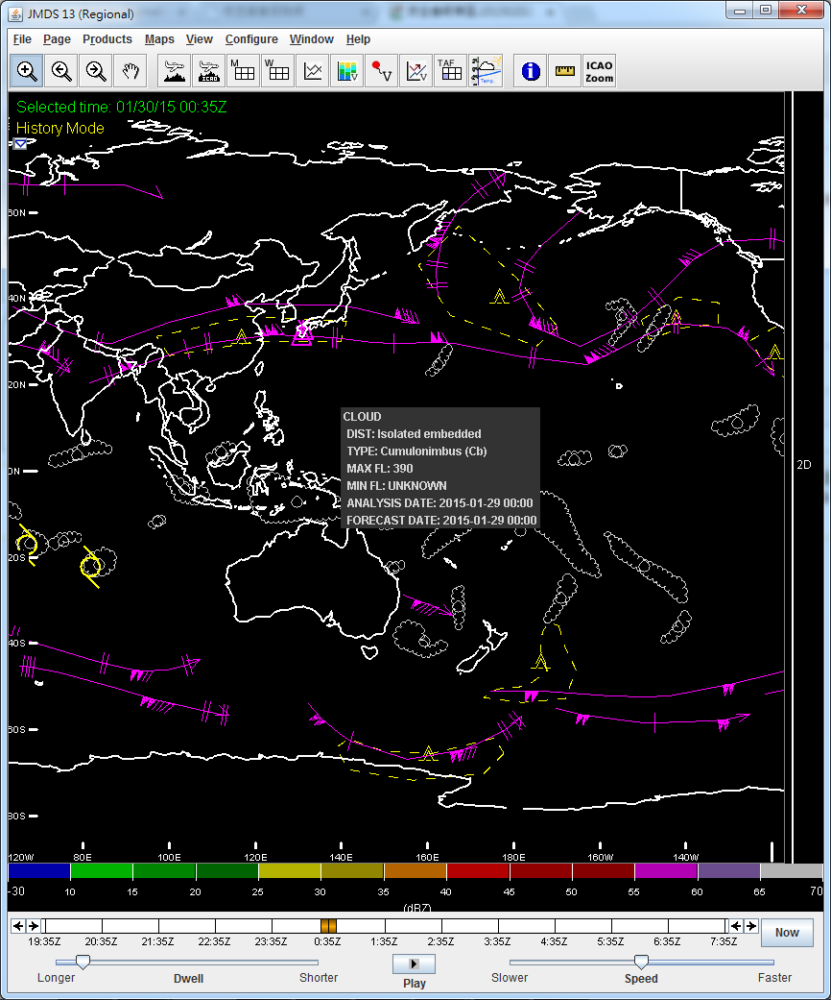 JMDS 13 (Regional)
File Page Products Maps View Configure Window Help
ICAO M W V V V TAF Temp ICAO Zoom
Selected time: 01/30/15 00:35Z
History Mode
40N
20N
2D
CLOUD
DIST: Isolated embedded
TYPE: Cumulonimbus (Cb)
MAX FL: 390
MIN FL: UNKNOWN
ANALYSIS DATE: 2015-01-29 00:00
FORECAST DATE: 2015-01-29 00:00
20S
40S
120W 80E 100E 120E 140E 160E 180E 160W 140W
-30 10 15 20 25 30 35 40 45 50 55 60 65 70
(dBZ)
19:35Z 20:35Z 21:35Z 22:35Z 23:35Z 0:35Z 1:35Z 2:35Z 3:35Z 4:35Z 5:35Z 6:35Z 7:35Z
Now
Longer Dwell Shorter Play Slower Speed Faster